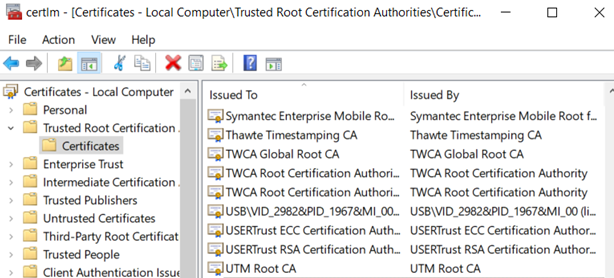 certlm - [Certificates - Local Computer\Trusted Root Certification Authorities\Certific...
File Action View Help
Certificates - Local Computer
Personal
Trusted Root Certification
Certificates
Enterprise Trust
Intermediate Certification
Trusted Publishers
Untrusted Certificates
Third-Party Root Certificat
Trusted People
Client Authentication Issue
Issued To Issued By
Symantec Enterprise Mobile Ro... Symantec Enterprise Mobile Root f...
Thawte Timestamping CA Thawte Timestamping CA
TWCA Global Root CA TWCA Global Root CA
TWCA Root Certification Authori... TWCA Root Certification Authority
TWCA Root Certification Authori... TWCA Root Certification Authority
USB\VID_2982&PID_1967&MI_00... USB\VID_2982&PID_1967&MI_00 (li...
USERTrust ECC Certification Auth... USERTrust ECC Certification Author...
USERTrust RSA Certification Auth... USERTrust RSA Certification Author...
UTM Root CA UTM Root CA